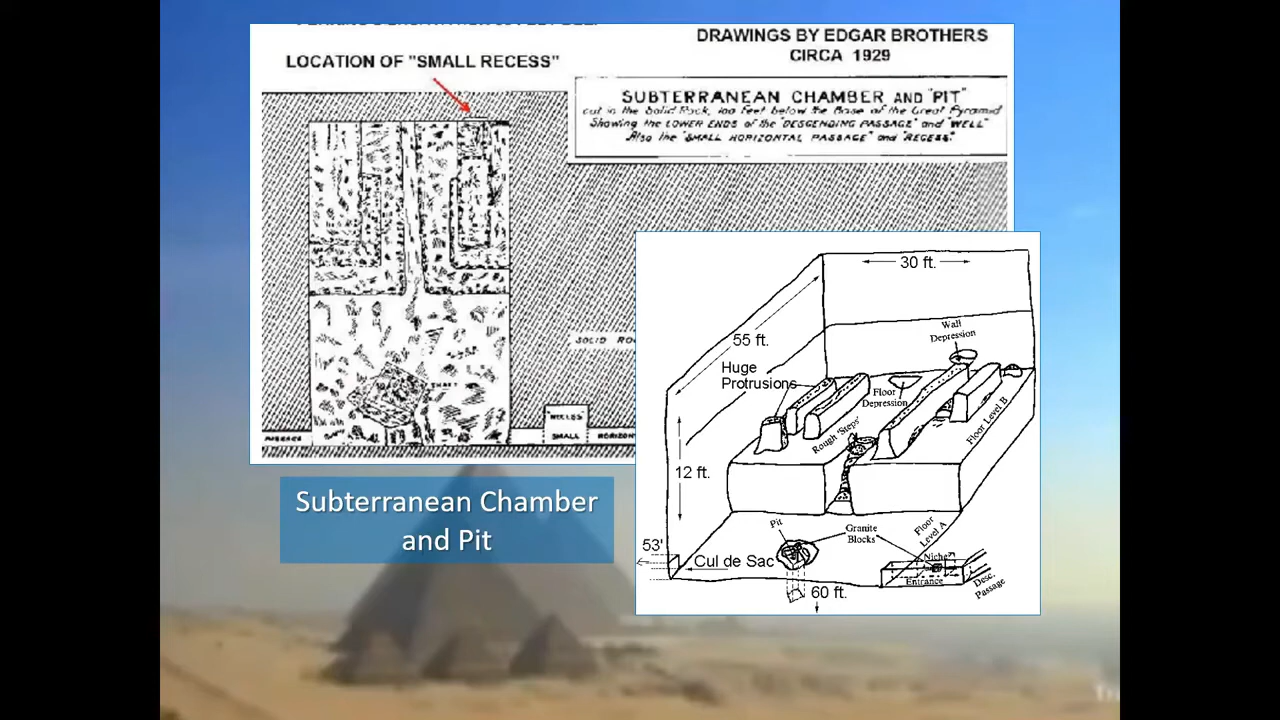 LOCATION OF "SMALL RECESS"
DRAWINGS BY EDGAR BROTHERS
CIRCA 1929
SUBTERRANEAN CHAMBER AND "PIT"
cut in the Solid Rock, 100 Feet below the Base of the Great Pyramid
Showing the LOWER ENDS of the "DESCENDING PASSAGE" and "WELL"
Also the "SMALL HORIZONTAL PASSAGE" and RECESS.
SOLID
SHAFT
PASSAGE
SMALL
30 ft.
55 ft.
Wall
Depression
Huge
Protrusions
Floor
Depression
Rough 'Steps'
Floor Level B
12 ft.
Pit
Granite
Blocks
Floor
Level A
53'
Cul de Sac
Niche
Entrance
Desc.
Passage
60 ft.
Subterranean Chamber
and Pit